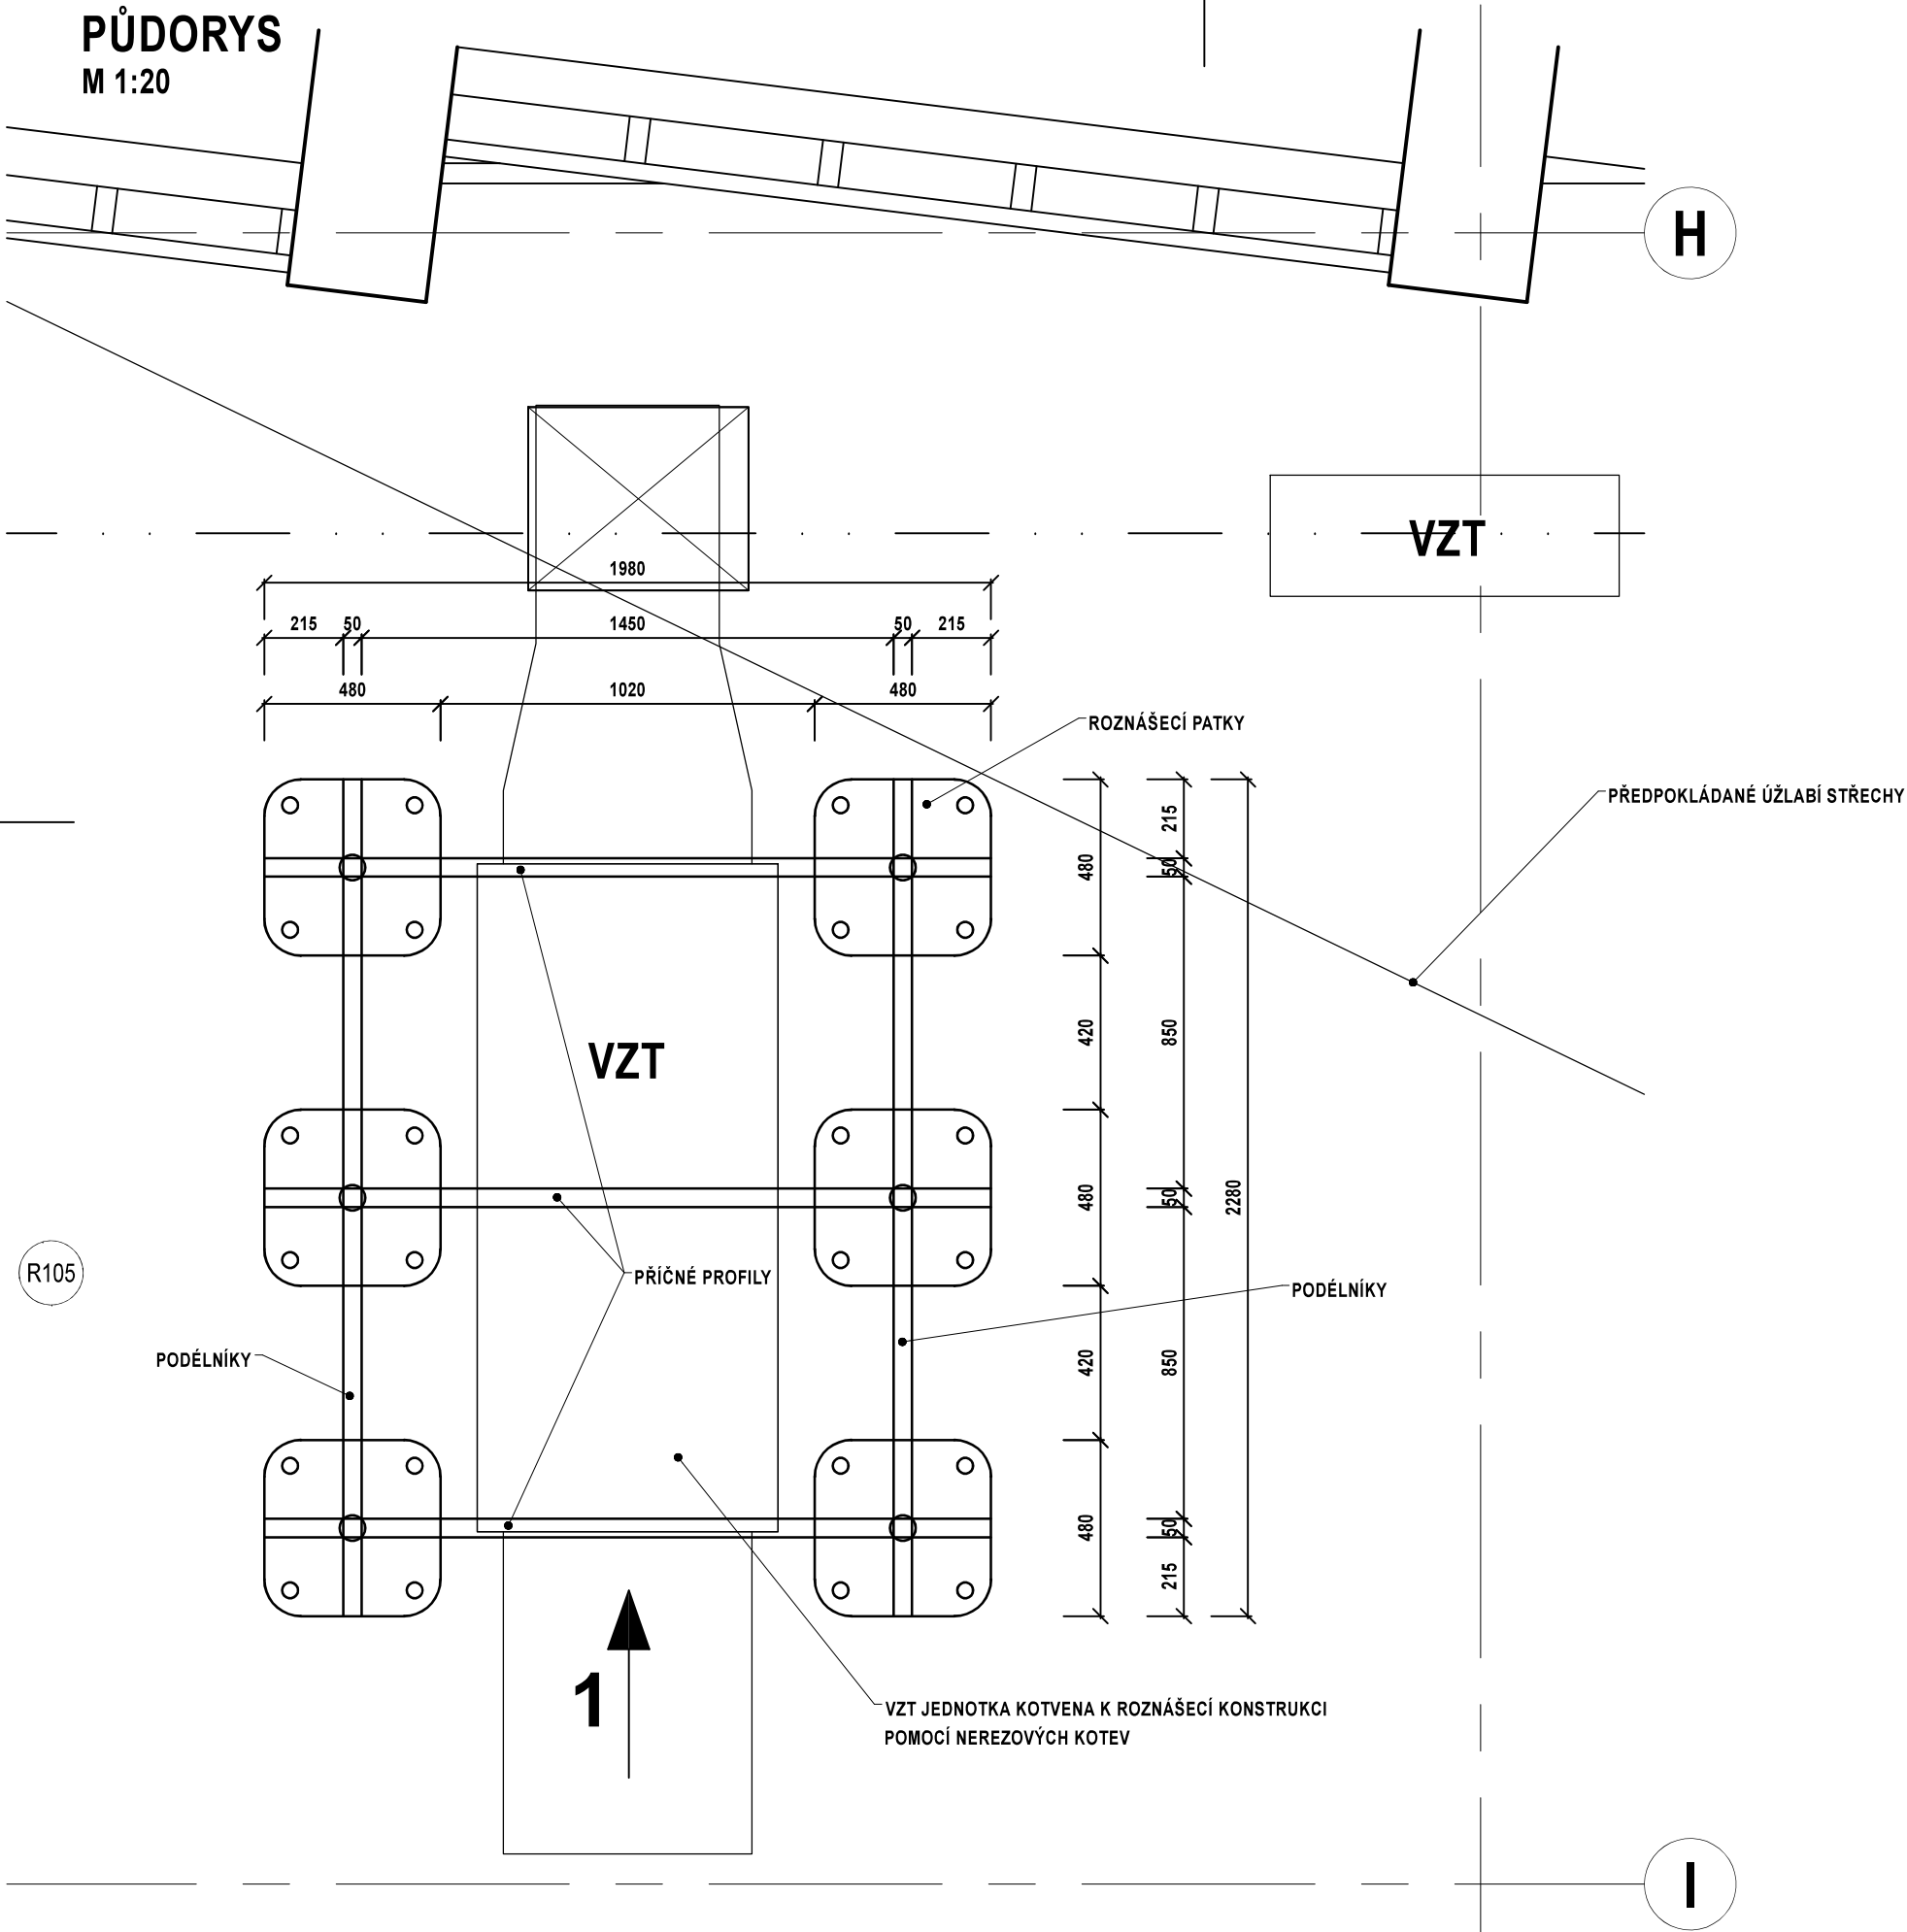 PŮDORYS
M 1:20
H
VZT
1980
215 50 1450 50 215
480 1020 480
ROZNÁŠECÍ PATKY
PŘEDPOKLÁDANÉ ÚŽLABÍ STŘECHY
480
420
480
420
480
215
50
850
50
850
50
215
2280
VZT
R105
PŘÍČNÉ PROFILY
PODÉLNÍKY
PODÉLNÍKY
1
VZT JEDNOTKA KOTVENA K ROZNÁŠECÍ KONSTRUKCI
POMOCÍ NEREZOVÝCH KOTEV
I